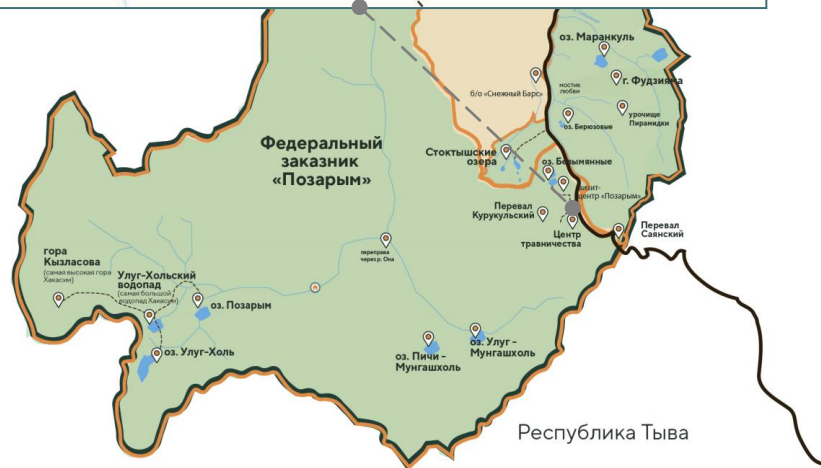 оз. Маранкуль
г. Фудзияма
б/о «Снежный Барс»
мостик
любви
урочище
Пирамидки
оз. Бирюзовые
Федеральный
заказник
«Позарым»
Стоктышские
озера
оз. Безымянные
визит-
центр «Позарым»
Перевал
Курукульский
Центр
травничества
Перевал
Саянский
переправа
через р. Она
гора
Кызласова
(самая высокая гора
Хакасии)
Улуг-Хольский
водопад
(самая большой
водопад Хакасии)
оз. Позарым
оз. Улуг-Холь
оз. Пичи -
Мунгашхоль
оз. Улуг -
Мунгашхоль
Республика Тыва